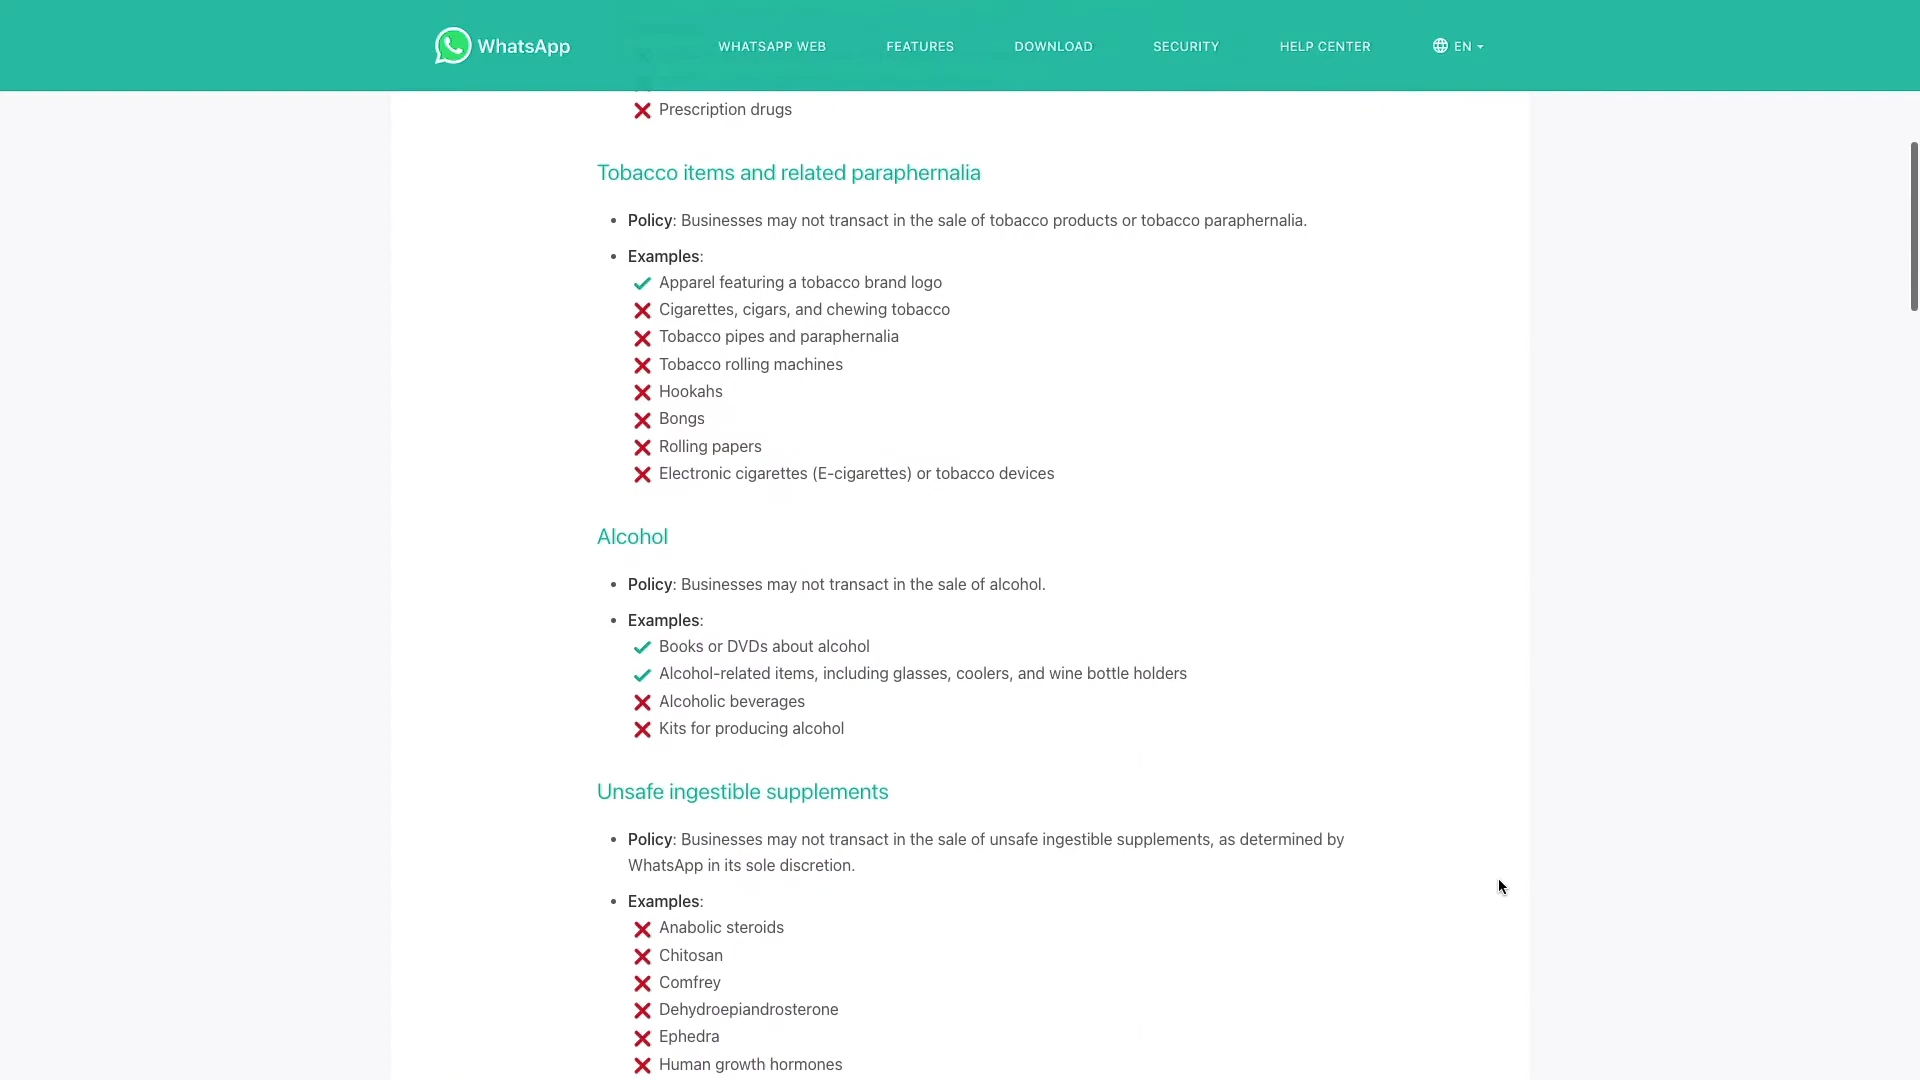 WhatsApp
WHATSAPP WEB
FEATURES
DOWNLOAD
SECURITY
HELP CENTER
EN
Prescription drugs
Tobacco items and related paraphernalia
Policy: Businesses may not transact in the sale of tobacco products or tobacco paraphernalia.
Examples:
Apparel featuring a tobacco brand logo
Cigarettes, cigars, and chewing tobacco
Tobacco pipes and paraphernalia
Tobacco rolling machines
Hookahs
Bongs
Rolling papers
Electronic cigarettes (E-cigarettes) or tobacco devices
Alcohol
Policy: Businesses may not transact in the sale of alcohol.
Examples:
Books or DVDs about alcohol
Alcohol-related items, including glasses, coolers, and wine bottle holders
Alcoholic beverages
Kits for producing alcohol
Unsafe ingestible supplements
Policy: Businesses may not transact in the sale of unsafe ingestible supplements, as determined by
WhatsApp in its sole discretion.
Examples:
Anabolic steroids
Chitosan
Comfrey
Dehydroepiandrosterone
Ephedra
Human growth hormones